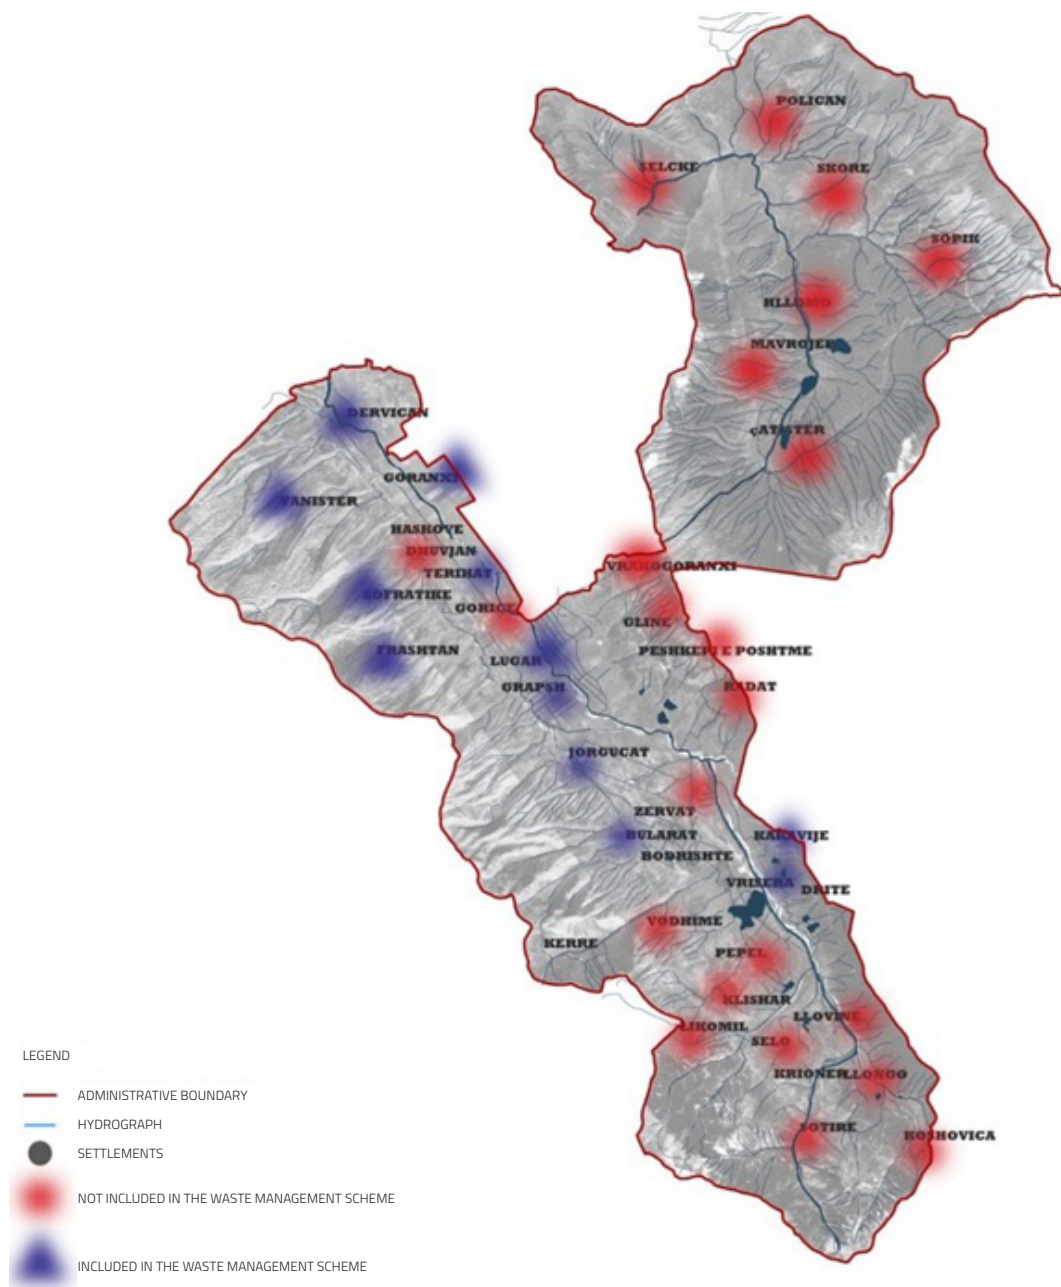 POLICAN
SELCKE
SKORE
SOPIK
HLLOMO
MAVROJER
ÇATISTER
DERVICAN
GORANXI
VANISTER
HASKOVE
DHUVJAN
TERIHAT
SOFRATIKE
GORICE
VRAHOGORANXI
GLINE
FRASHTAN
LUGAR
PESHKEPI E POSHTME
GRAPSH
RADAT
JORGUCAT
ZERVAT
BULARAT
KAKAVIJE
BODRISHTE
VRISERA
DRITE
VODHIME
KERRE
PEPEL
KLISHAR
LLOVINE
LIKOMIL
SELO
KRIONER
LLONGO
SOTIRE
KOSHOVICA
LEGEND
ADMINISTRATIVE BOUNDARY
HYDROGRAPH
SETTLEMENTS
NOT INCLUDED IN THE WASTE MANAGEMENT SCHEME
INCLUDED IN THE WASTE MANAGEMENT SCHEME